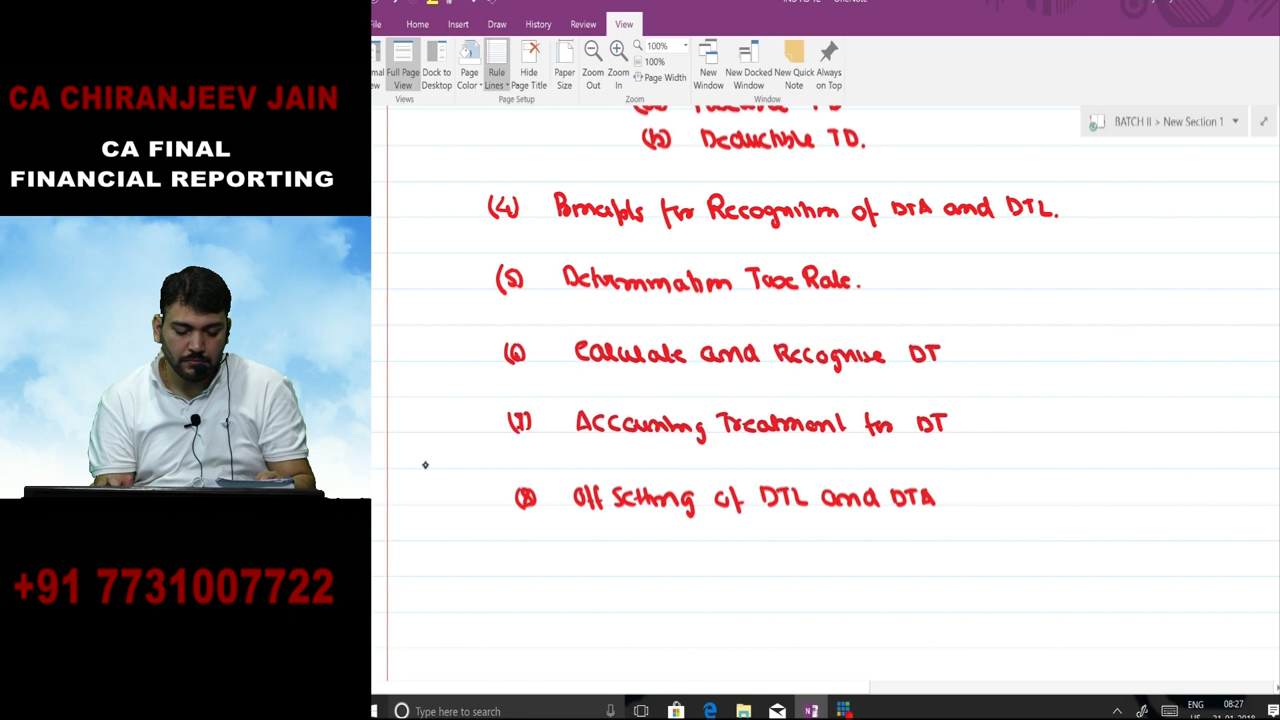 CA CHIRANJEEV JAIN
CA FINAL
FINANCIAL REPORTING
+91 7731007722
File Home Insert Draw History Review View
Full Page View
Dock to Desktop
Page Color
Rule Lines
Hide Page Title
Paper Size
Zoom Out
Zoom In
100%
100%
Page Width
New Window
New Docked Window
New Quick Note
Always on Top
Views Page Setup Zoom Window
BATCH II > New Section 1
(b) Deductible TD.
(4) Principls for Recognition of DTA and DTL.
(5) Determination Tax Rate.
(6) Calculate and Recognise DT
(7) Accounting Treatment for DT
(8) Off Setting of DTL and DTA
Type here to search
ENG
08:27